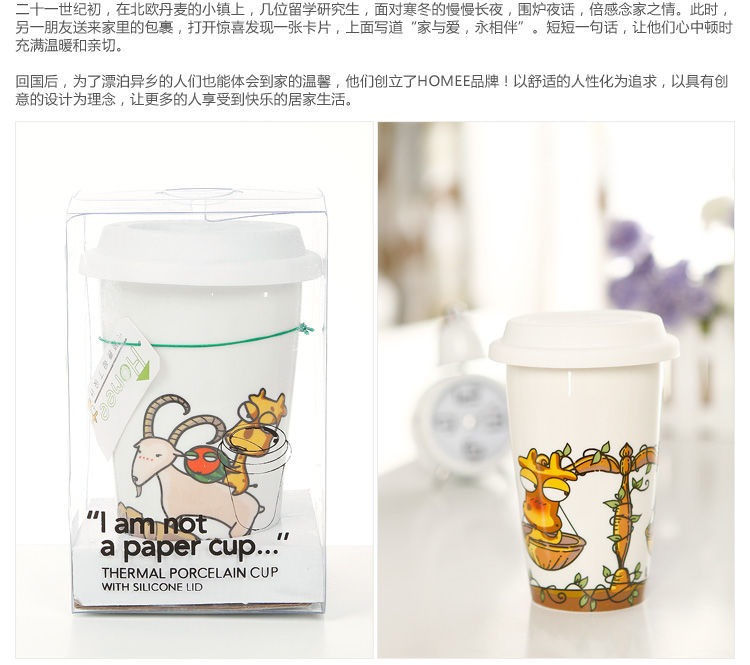 二十一世纪初，在北欧丹麦的小镇上，几位留学研究生，面对寒冬的慢慢长夜，围炉夜话，倍感念家之情。此时，
另一朋友送来家里的包裹，打开惊喜发现一张卡片，上面写道“家与爱，永相伴”。短短一句话，让他们心中顿时
充满温暖和亲切。
回国后，为了漂泊异乡的人们也能体会到家的温馨，他们创立了HOMEE品牌！以舒适的人性化为追求，以具有创
意的设计为理念，让更多的人享受到快乐的居家生活。
Homee
“I am not
a paper cup...”
THERMAL PORCELAIN CUP
WITH SILICONE LID